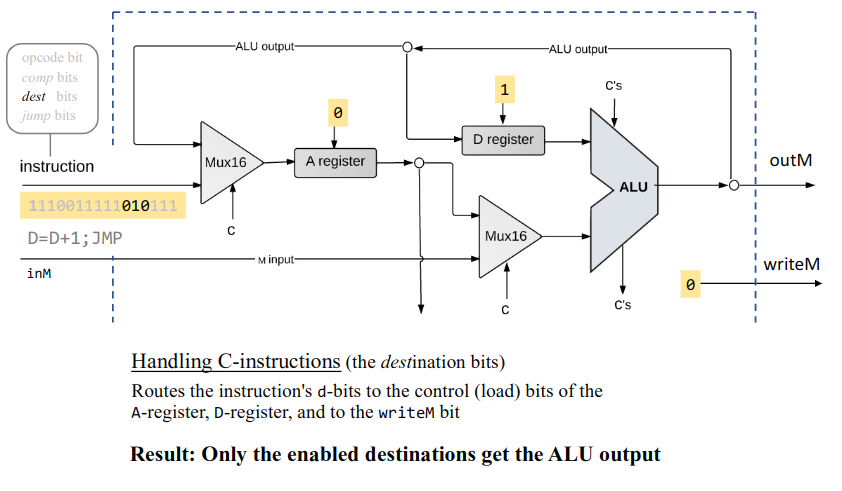 opcode bit
comp bits
dest bits
jump bits
instruction
1110011111010111
D=D+1;JMP
inM
ALU output
ALU output
Mux16
C
0
A register
1
D register
M input
Mux16
C
C's
ALU
C's
outM
writeM
0
Handling C-instructions (the destination bits)
Routes the instruction's d-bits to the control (load) bits of the
A-register, D-register, and to the writeM bit
Result: Only the enabled destinations get the ALU output